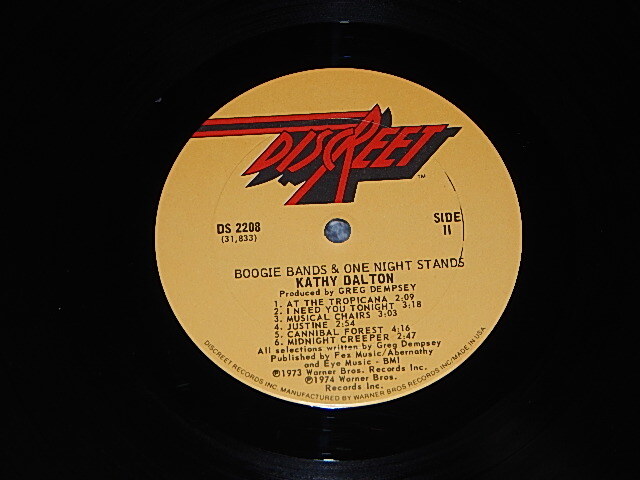 DISCREET
TM
DS 2208
(31,833)
SIDE
II
BOOGIE BANDS & ONE NIGHT STANDS
KATHY DALTON
Produced by GREG DEMPSEY
1. AT THE TROPICANA 2:09
2. I NEED YOU TONIGHT 3:18
3. MUSICAL CHAIRS 3:03
4. JUSTINE 2:54
5. CANNIBAL FOREST 4:16
6. MIDNIGHT CREEPER 2:47
All selections written by Greg Dempsey
Published by Fes Music/Abernathy
and Eye Music - BMI
℗1973 Warner Bros. Records Inc.
℗1974 Warner Bros.
Records Inc.
DISCREET RECORDS INC. MANUFACTURED BY WARNER BROS RECORDS INC./MADE IN USA